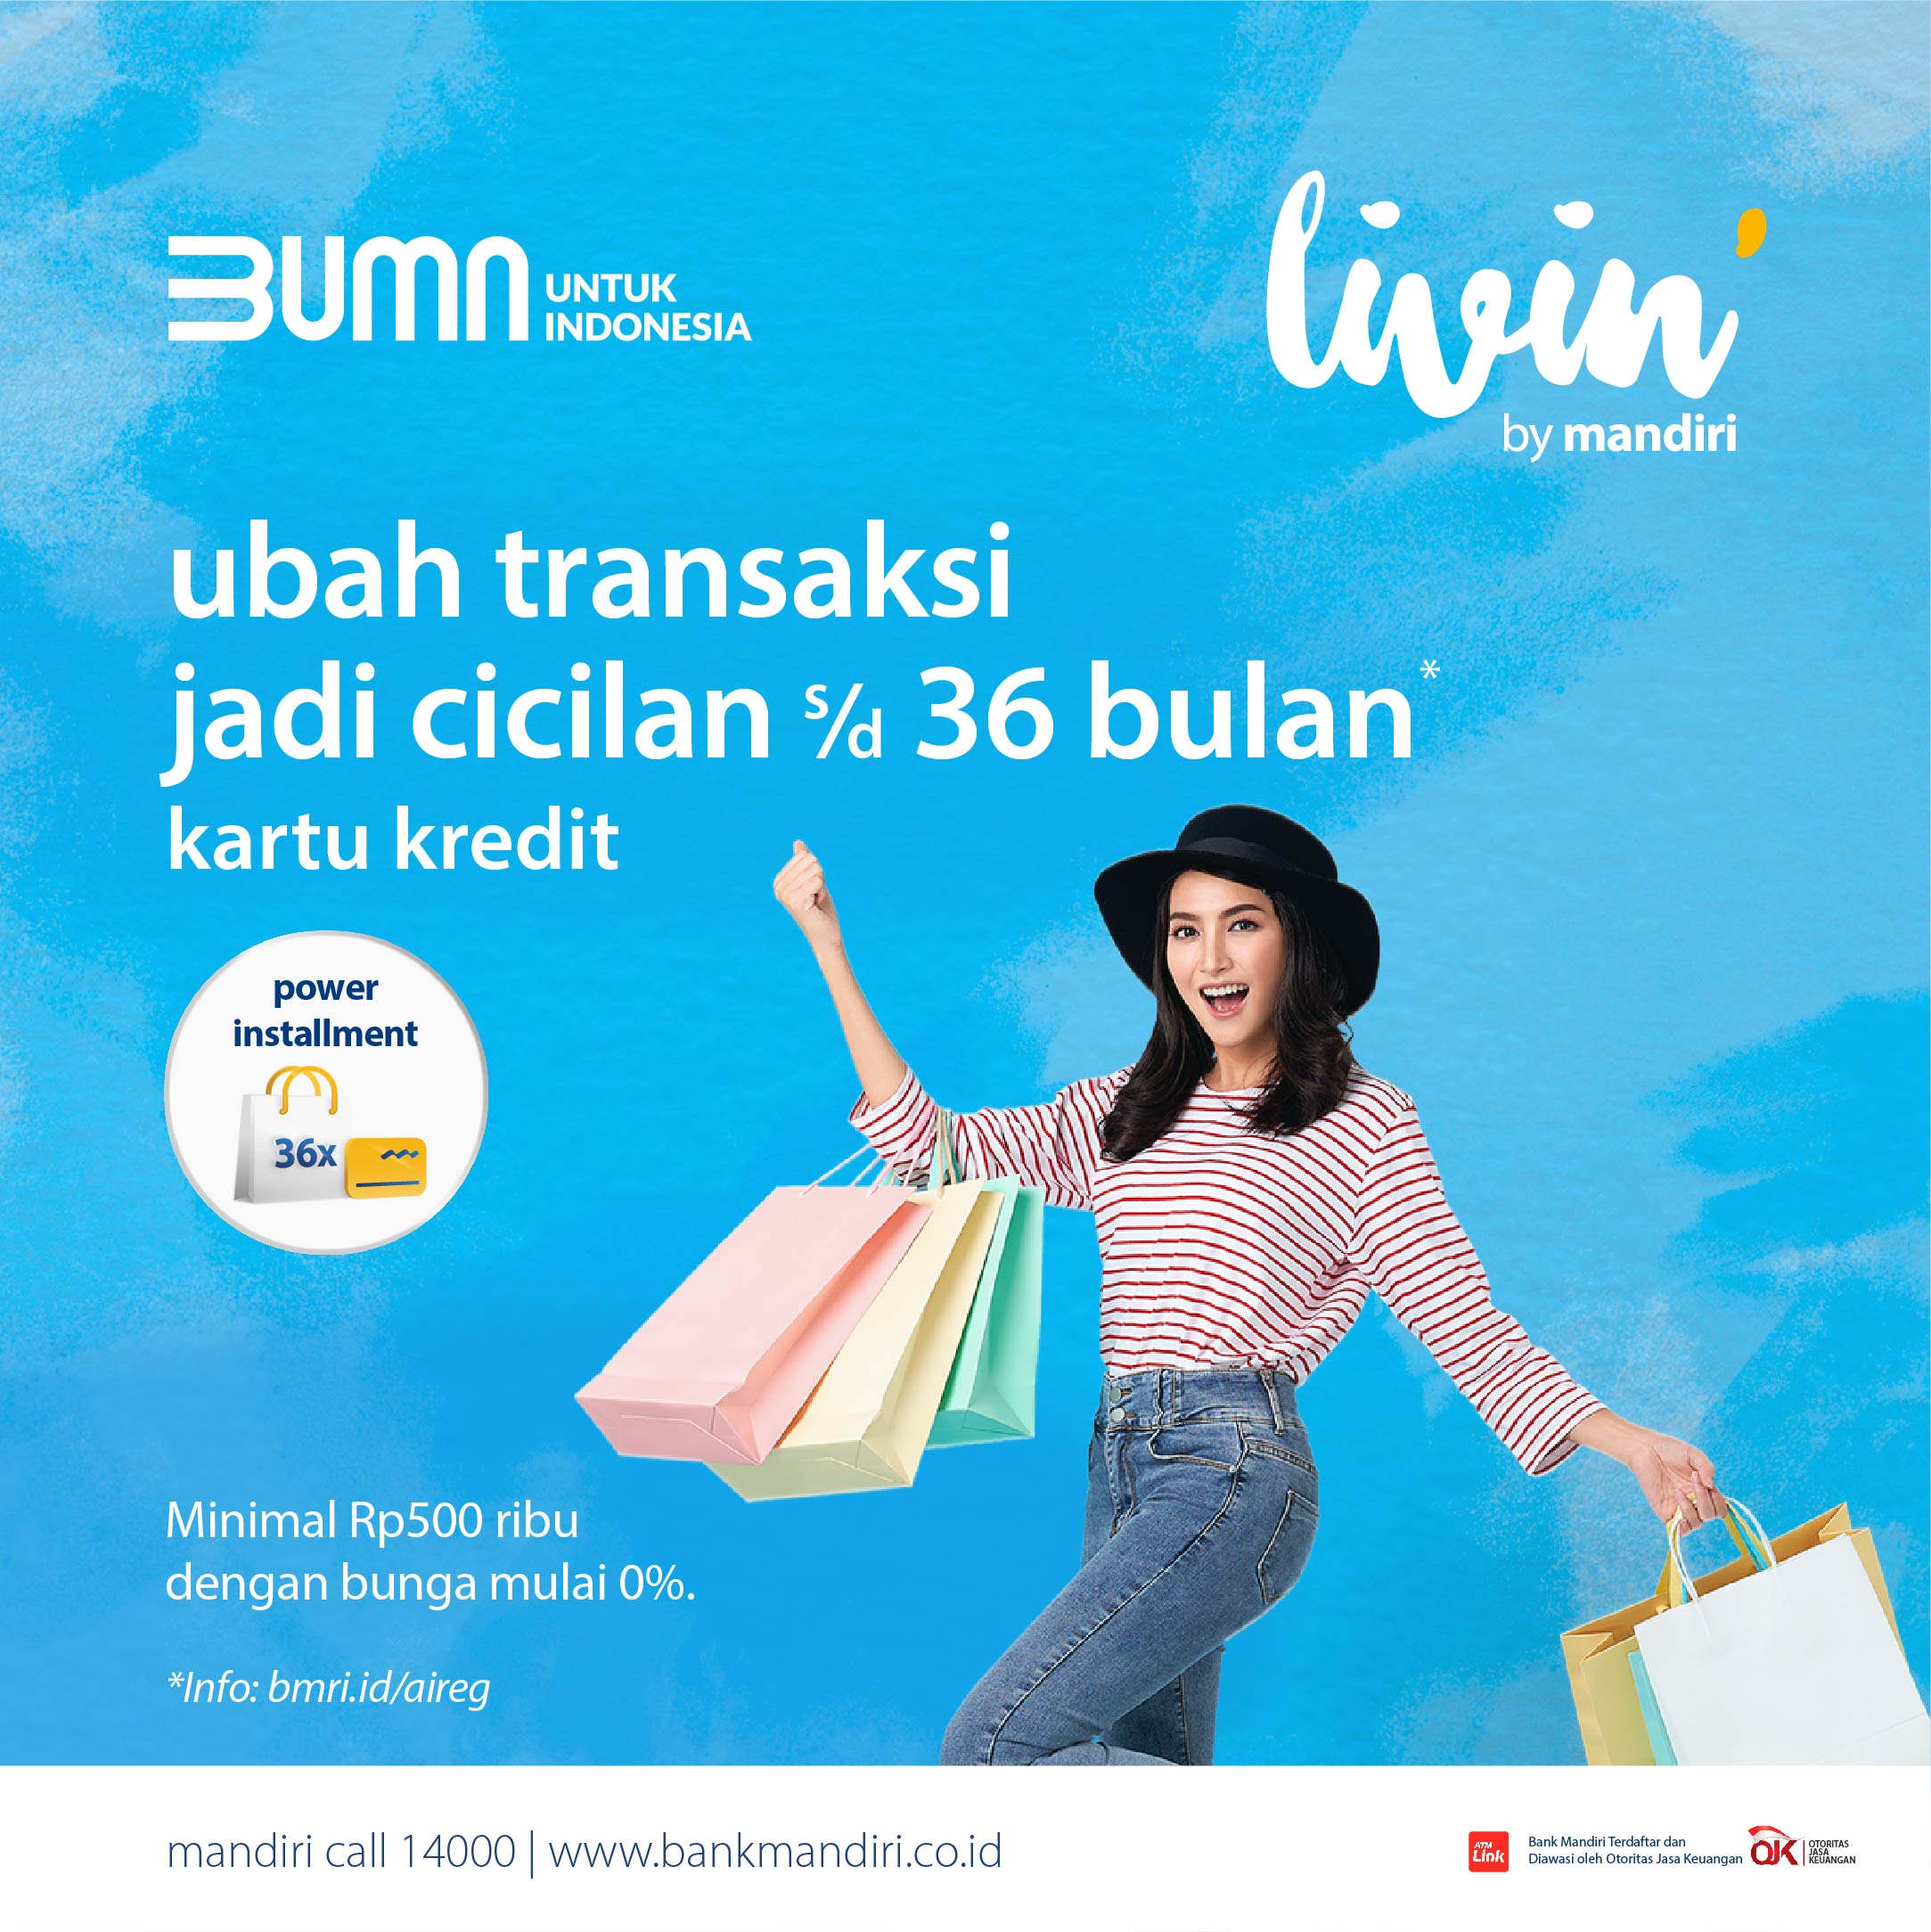 BUMN UNTUK
INDONESIA
livin'
by mandiri
ubah transaksi
jadi cicilan s/d 36 bulan*
kartu kredit
power
installment
36x
Minimal Rp500 ribu
dengan bunga mulai 0%.
*Info: bmri.id/aireg
mandiri call 14000 | www.bankmandiri.co.id
ATM
Link
Bank Mandiri Terdaftar dan
Diawasi oleh Otoritas Jasa Keuangan
OJK
OTORITAS
JASA
KEUANGAN